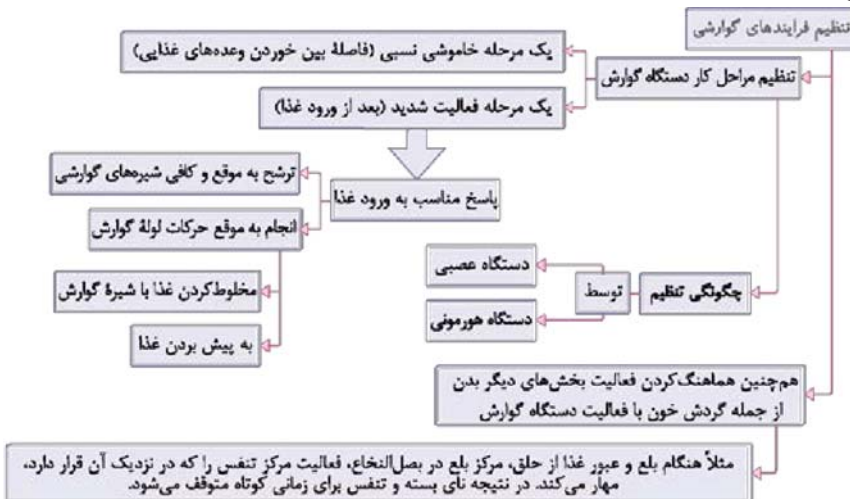 تنظیم فرایندهای گوارشی
تنظیم مراحل کار دستگاه گوارش
یک مرحله خاموشی نسبی (فاصلهٔ بین خوردن وعده‌های غذایی)
یک مرحله فعالیت شدید (بعد از ورود غذا)
پاسخ مناسب به ورود غذا
ترشح به موقع و کافی شیره‌های گوارشی
انجام به موقع حرکات لولهٔ گوارش
مخلوط‌کردن غذا با شیرهٔ گوارش
به پیش بردن غذا
چگونگی تنظیم
توسط
دستگاه عصبی
دستگاه هورمونی
هم‌چنین هماهنگ‌کردن فعالیت بخش‌های دیگر بدن
از جمله گردش خون با فعالیت دستگاه گوارش
مثلاً هنگام بلع و عبور غذا از حلق، مرکز بلع در بصل‌النخاع، فعالیت مرکز تنفس را که در نزدیک آن قرار دارد،
مهار می‌کند. در نتیجه نای بسته و تنفس برای زمانی کوتاه متوقف می‌شود.